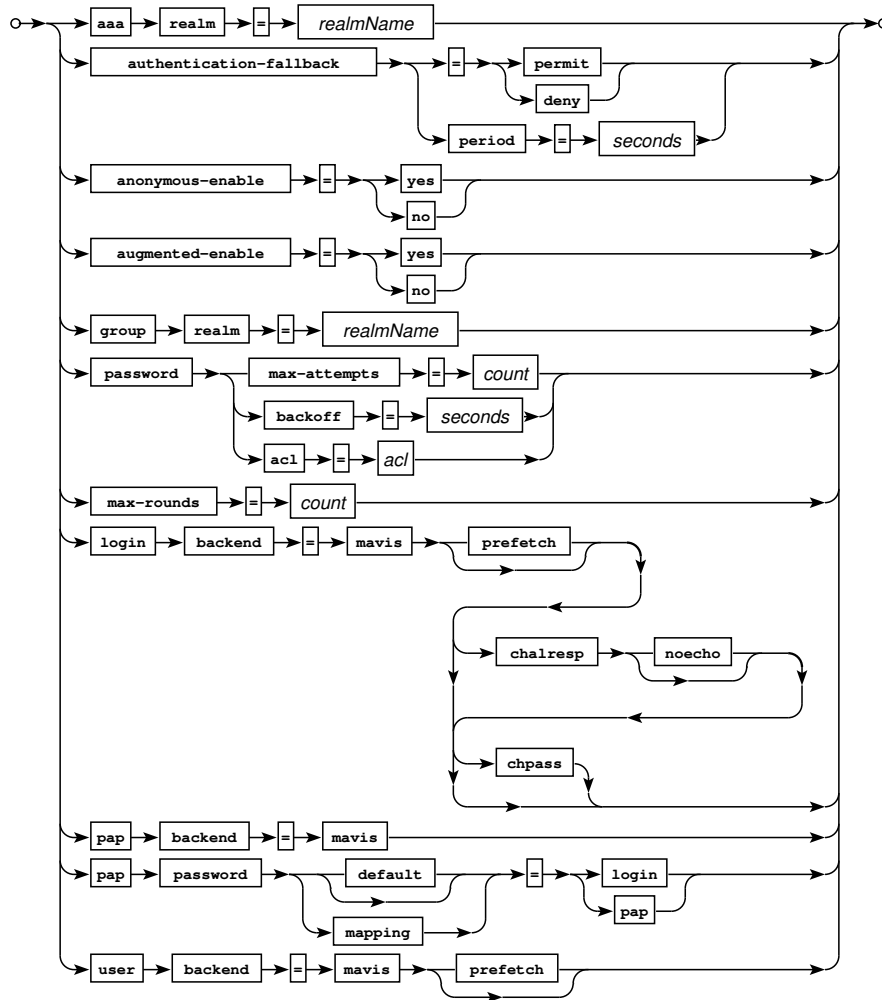 aaa realm = realmName
authentication-fallback = permit
deny
period = seconds
anonymous-enable = yes
no
augmented-enable = yes
no
group realm = realmName
password max-attempts = count
backoff = seconds
acl = acl
max-rounds = count
login backend = mavis prefetch
chalresp noecho
chpass
pap backend = mavis
pap password default = login
pap
mapping
user backend = mavis prefetch